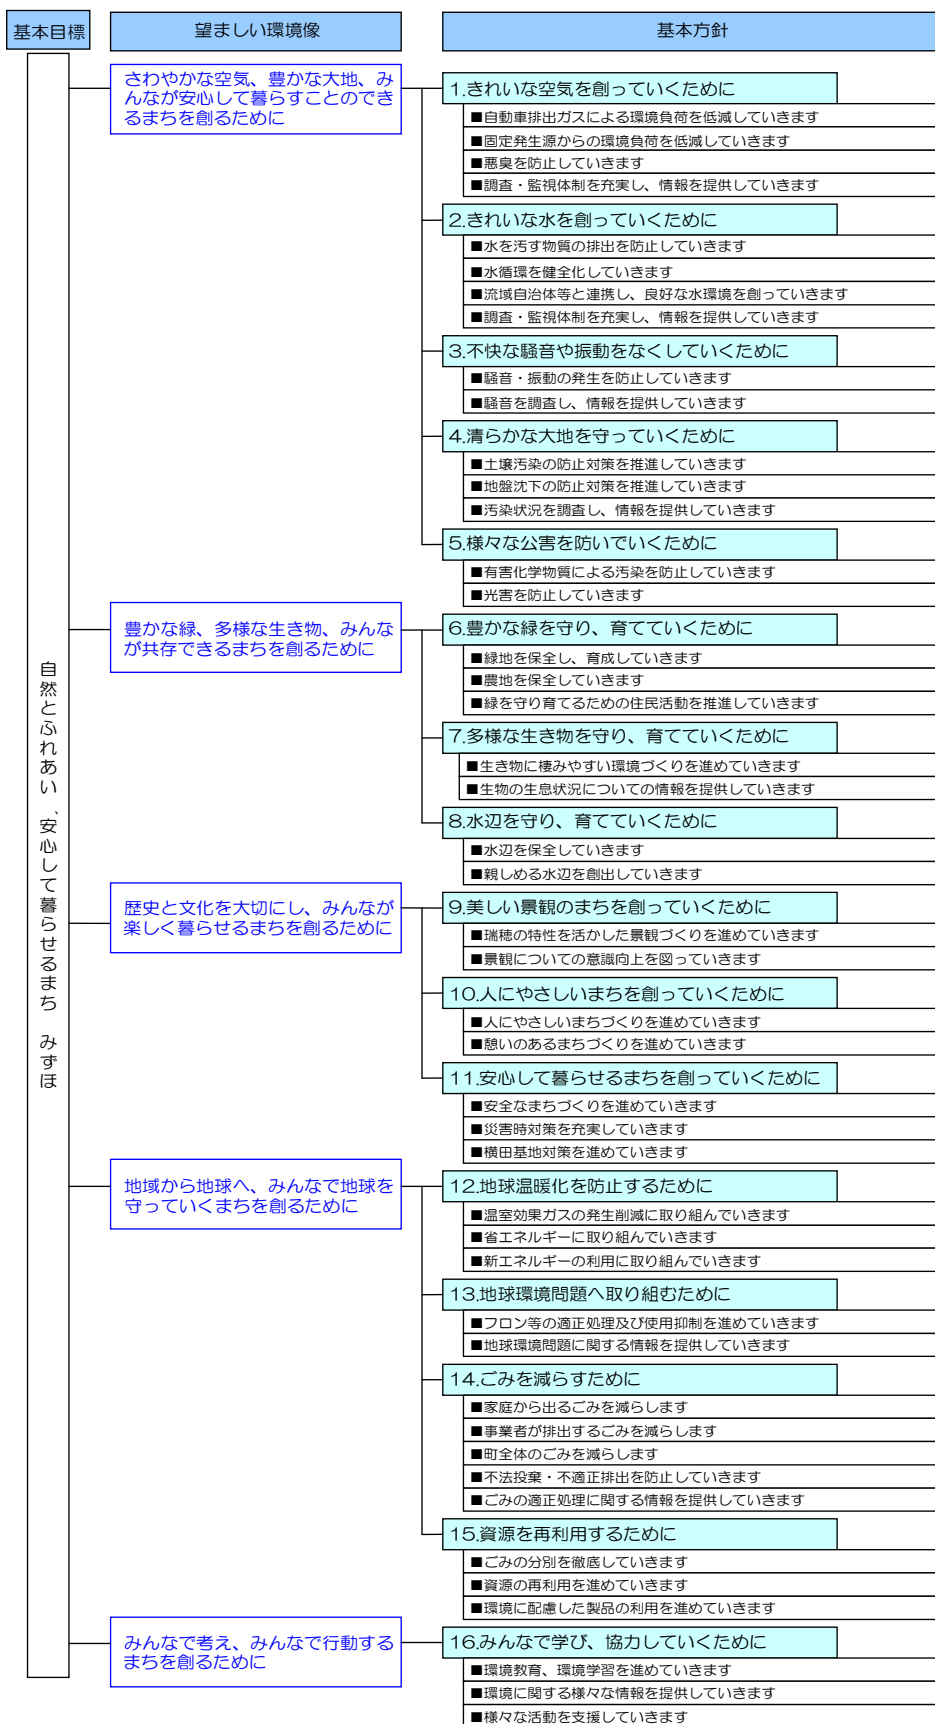 基本目標
望ましい環境像
基本方針
自然とふれあい、安心して暮らせるまち　みずほ
さわやかな空気、豊かな大地、み
んなが安心して暮らすことのでき
るまちを創るために
1.きれいな空気を創っていくために
■自動車排出ガスによる環境負荷を低減していきます
■固定発生源からの環境負荷を低減していきます
■悪臭を防止していきます
■調査・監視体制を充実し、情報を提供していきます
2.きれいな水を創っていくために
■水を汚す物質の排出を防止していきます
■水循環を健全化していきます
■流域自治体等と連携し、良好な水環境を創っていきます
■調査・監視体制を充実し、情報を提供していきます
3.不快な騒音や振動をなくしていくために
■騒音・振動の発生を防止していきます
■騒音を調査し、情報を提供していきます
4.清らかな大地を守っていくために
■土壌汚染の防止対策を推進していきます
■地盤沈下の防止対策を推進していきます
■汚染状況を調査し、情報を提供していきます
5.様々な公害を防いでいくために
■有害化学物質による汚染を防止していきます
■光害を防止していきます
豊かな緑、多様な生き物、みんな
が共存できるまちを創るために
6.豊かな緑を守り、育てていくために
■緑地を保全し、育成していきます
■農地を保全していきます
■緑を守り育てるための住民活動を推進していきます
7.多様な生き物を守り、育てていくために
■生き物に棲みやすい環境づくりを進めていきます
■生物の生息状況についての情報を提供していきます
8.水辺を守り、育てていくために
■水辺を保全していきます
■親しめる水辺を創出していきます
歴史と文化を大切にし、みんなが
楽しく暮らせるまちを創るために
9.美しい景観のまちを創っていくために
■瑞穂の特性を活かした景観づくりを進めていきます
■景観についての意識向上を図っていきます
10.人にやさしいまちを創っていくために
■人にやさしいまちづくりを進めていきます
■憩いのあるまちづくりを進めていきます
11.安心して暮らせるまちを創っていくために
■安全なまちづくりを進めていきます
■災害時対策を充実していきます
■横田基地対策を進めていきます
地域から地球へ、みんなで地球を
守っていくまちを創るために
12.地球温暖化を防止するために
■温室効果ガスの発生削減に取り組んでいきます
■省エネルギーに取り組んでいきます
■新エネルギーの利用に取り組んでいきます
13.地球環境問題へ取り組むために
■フロン等の適正処理及び使用抑制を進めていきます
■地球環境問題に関する情報を提供していきます
14.ごみを減らすために
■家庭から出るごみを減らします
■事業者が排出するごみを減らします
■町全体のごみを減らします
■不法投棄・不適正排出を防止していきます
■ごみの適正処理に関する情報を提供していきます
15.資源を再利用するために
■ごみの分別を徹底していきます
■資源の再利用を進めていきます
■環境に配慮した製品の利用を進めていきます
みんなで考え、みんなで行動する
まちを創るために
16.みんなで学び、協力していくために
■環境教育、環境学習を進めていきます
■環境に関する様々な情報を提供していきます
■様々な活動を支援していきます